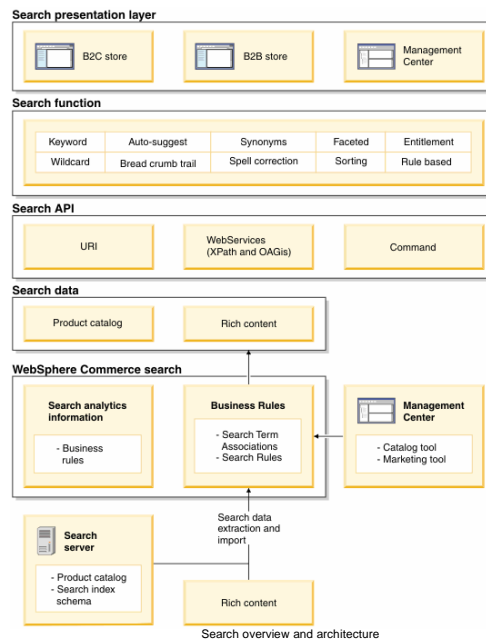 Search presentation layer
B2C store
B2B store
Management
Center
Search function
Keyword
Auto-suggest
Synonyms
Faceted
Entitlement
Wildcard
Bread crumb trail
Spell correction
Sorting
Rule based
Search API
URI
WebServices
(XPath and OAGis)
Command
Search data
Product catalog
Rich content
WebSphere Commerce search
Search analytics
information
- Business
rules
Business Rules
- Search Term
Associations
- Search Rules
Management
Center
- Catalog tool
- Marketing tool
Search data
extraction and
import
Search
server
- Product catalog
- Search index
schema
Rich content
Search overview and architecture